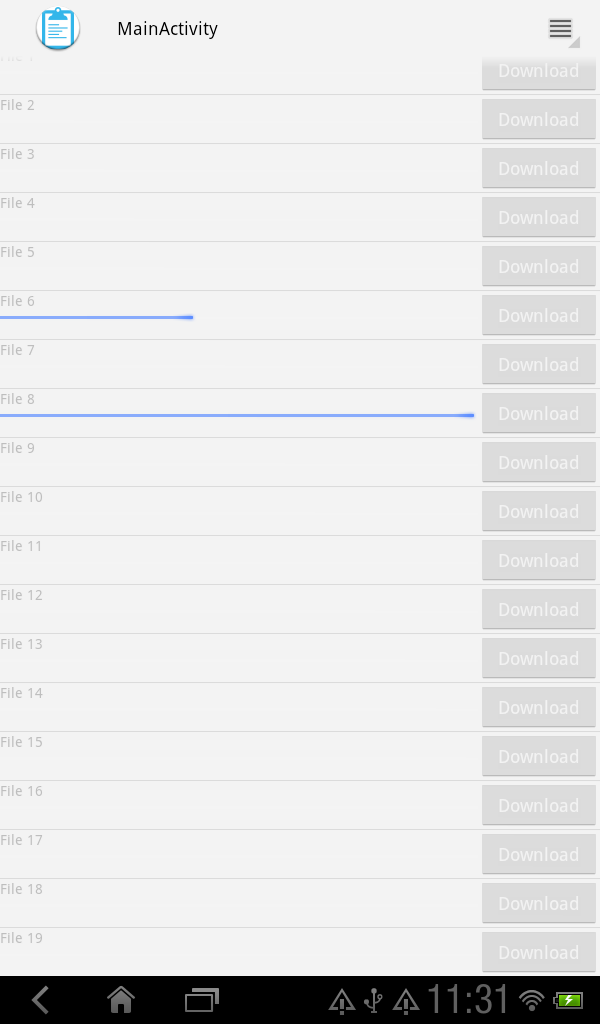 MainActivity
Download
File 2
Download
File 3
Download
File 4
Download
File 5
Download
File 6
Download
File 7
Download
File 8
Download
File 9
Download
File 10
Download
File 11
Download
File 12
Download
File 13
Download
File 14
Download
File 15
Download
File 16
Download
File 17
Download
File 18
Download
File 19
Download
11:31